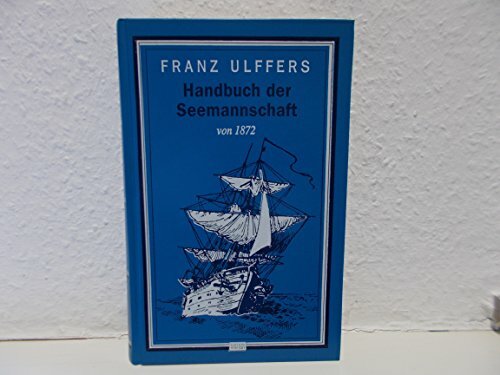 FRANZ ULFFERS
Handbuch der
Seemannschaft
von 1872